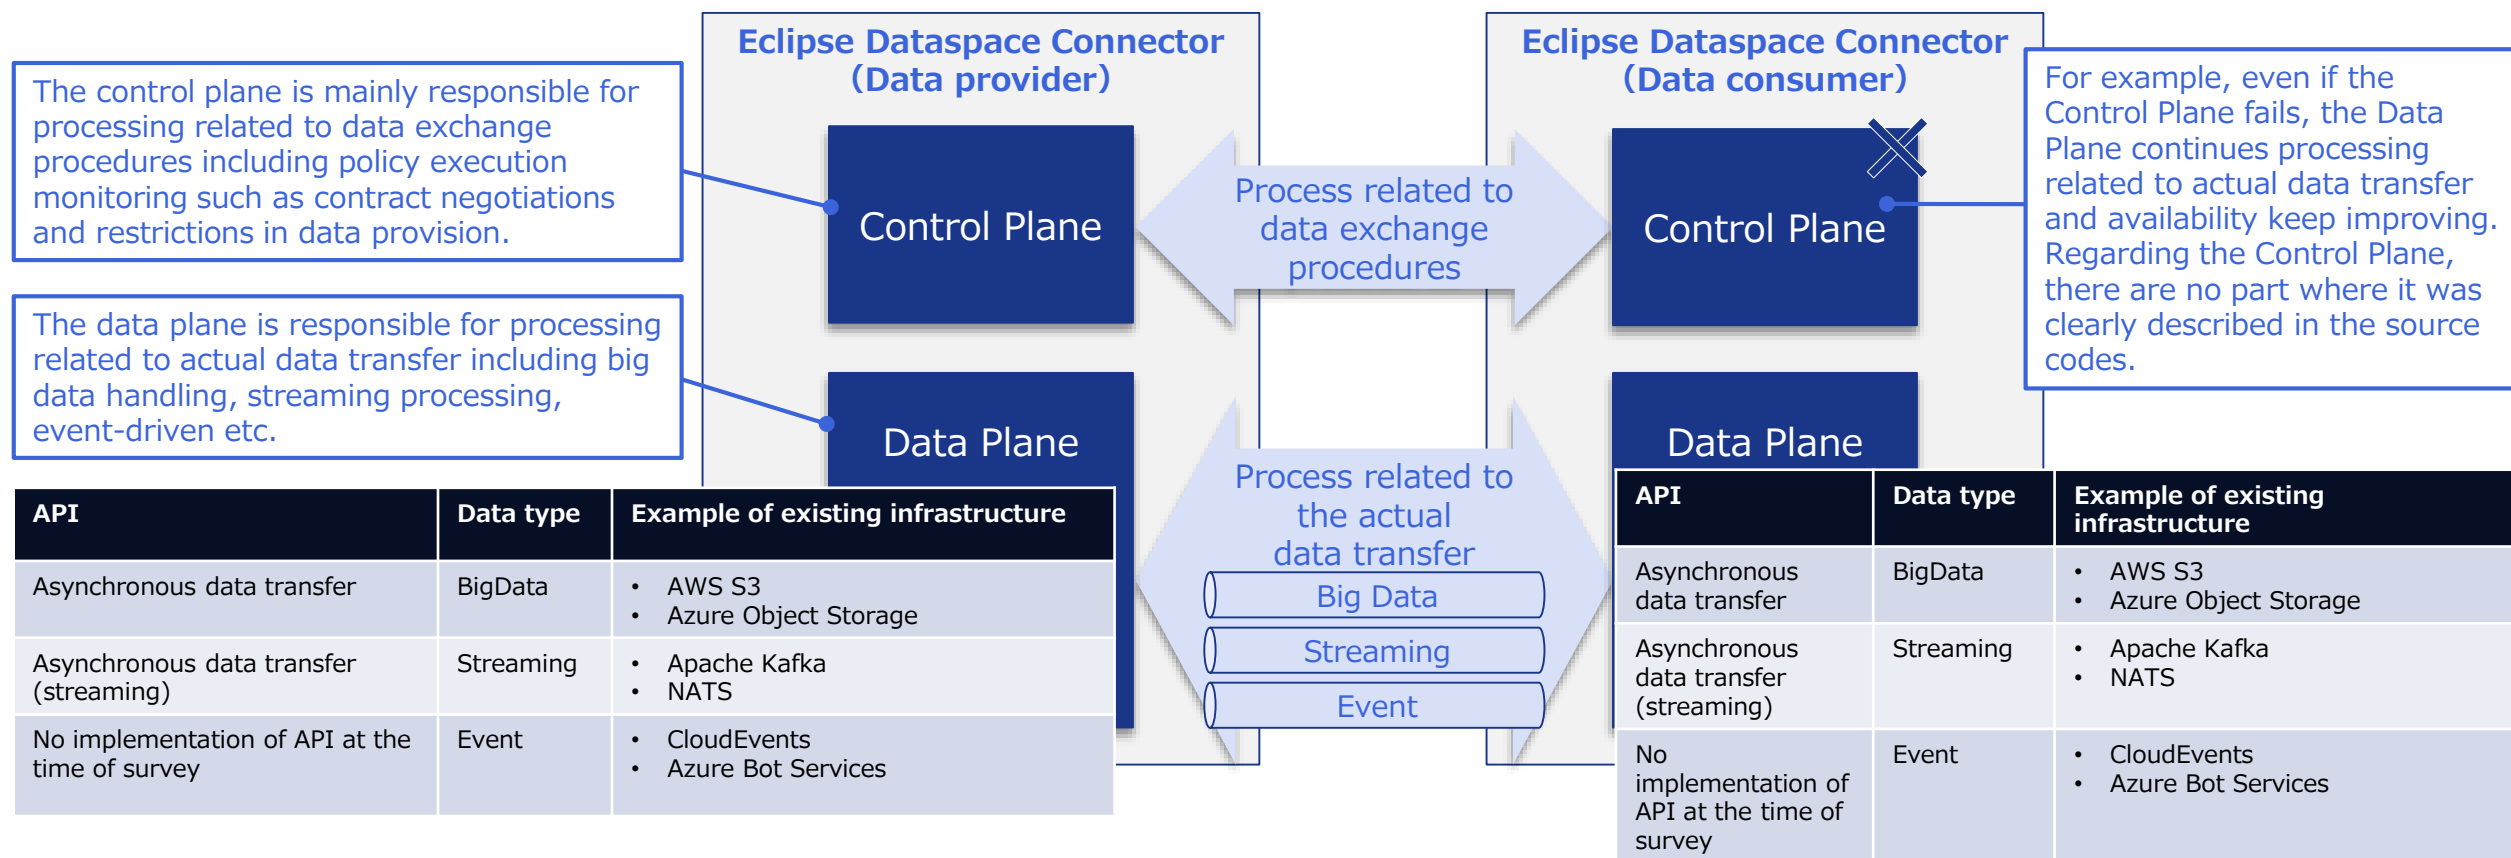 Eclipse Dataspace Connector
(Data provider)
Eclipse Dataspace Connector
(Data consumer)
The control plane is mainly responsible for
processing related to data exchange
procedures including policy execution
monitoring such as contract negotiations
and restrictions in data provision.
Control Plane
Process related to
data exchange
procedures
Control Plane
For example, even if the
Control Plane fails, the Data
Plane continues processing
related to actual data transfer
and availability keep improving.
Regarding the Control Plane,
there are no part where it was
clearly described in the source
codes.
The data plane is responsible for processing
related to actual data transfer including big
data handling, streaming processing,
event-driven etc.
Data Plane
Process related to
the actual
data transfer
Big Data
Streaming
Event
Data Plane
API Data type Example of existing infrastructure
Asynchronous data transfer BigData • AWS S3
• Azure Object Storage
Asynchronous data transfer Streaming • Apache Kafka
(streaming) • NATS
No implementation of API at the Event • CloudEvents
time of survey • Azure Bot Services
API Data type Example of existing
infrastructure
Asynchronous BigData • AWS S3
data transfer • Azure Object Storage
Asynchronous Streaming • Apache Kafka
data transfer • NATS
(streaming)
No Event • CloudEvents
implementation of • Azure Bot Services
API at the time of
survey